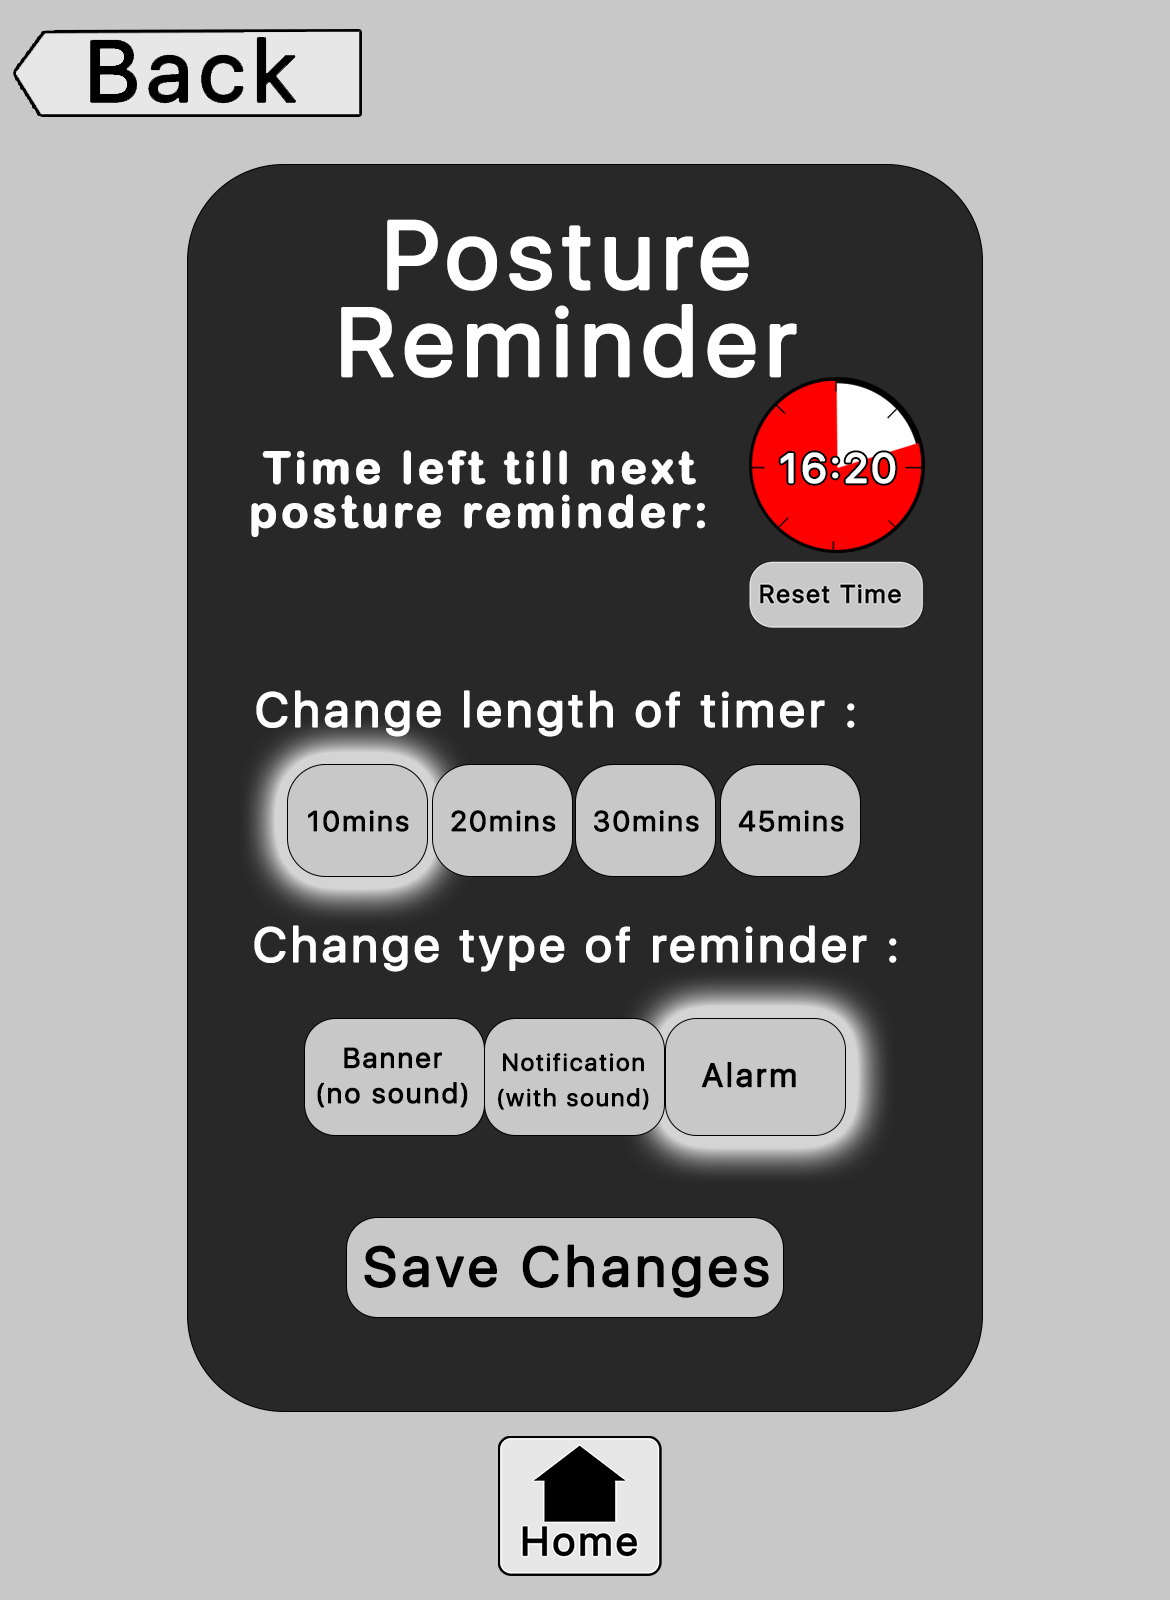 Back
Posture
Reminder
Time left till next
posture reminder:
16:20
Reset Time
Change length of timer :
10mins 20mins 30mins 45mins
Change type of reminder :
Banner
(no sound)
Notification
(with sound)
Alarm
Save Changes
Home